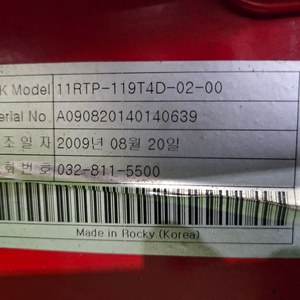 K Model 11RTP-119T4D-02-00
erial No. A090820140140639
조일자 2009년 08월 20일
화번호 032-811-5500
Made in Rocky (Korea)